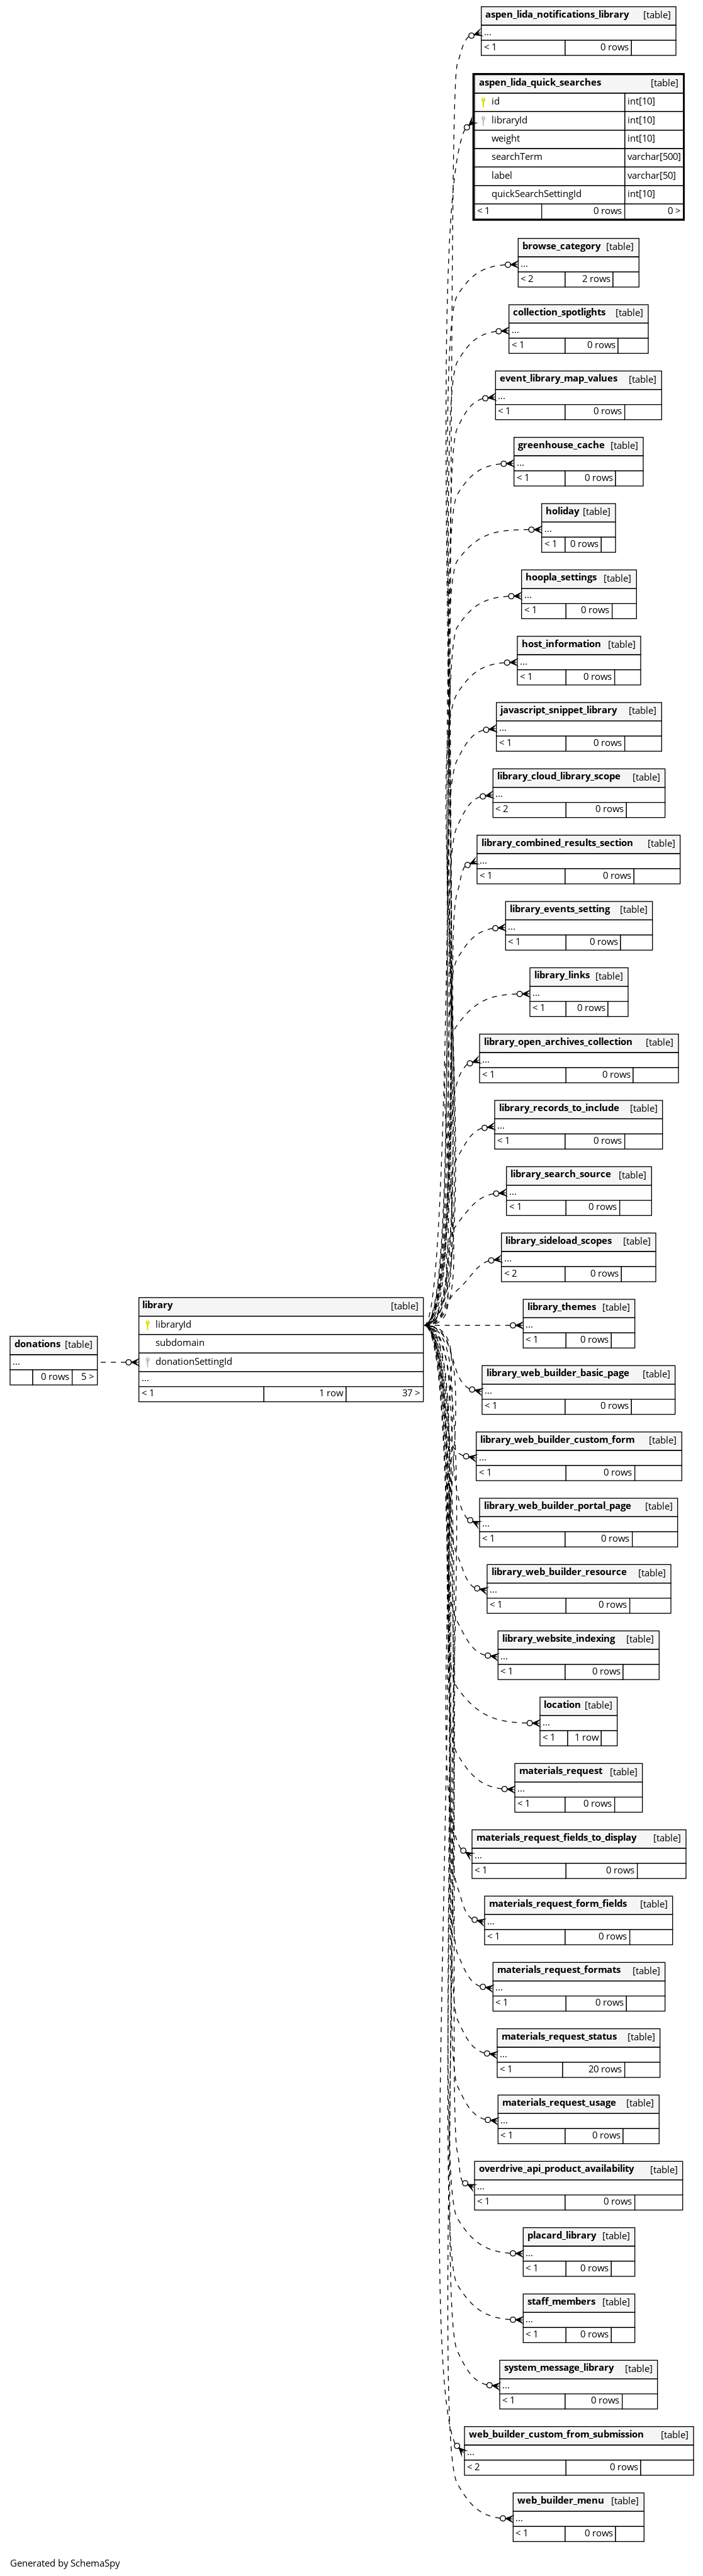 aspen_lida_notifications_library [table]
...
< 1 0 rows
aspen_lida_quick_searches [table]
id int[10]
libraryId int[10]
weight int[10]
searchTerm varchar[500]
label varchar[50]
quickSearchSettingId int[10]
< 1 0 rows 0 >
browse_category [table]
...
< 2 2 rows
collection_spotlights [table]
...
< 1 0 rows
event_library_map_values [table]
...
< 1 0 rows
greenhouse_cache [table]
...
< 1 0 rows
holiday [table]
...
< 1 0 rows
hoopla_settings [table]
...
< 1 0 rows
host_information [table]
...
< 1 0 rows
javascript_snippet_library [table]
...
< 1 0 rows
library_cloud_library_scope [table]
...
< 2 0 rows
library_combined_results_section [table]
...
< 1 0 rows
library_events_setting [table]
...
< 1 0 rows
library_links [table]
...
< 1 0 rows
library_open_archives_collection [table]
...
< 1 0 rows
library_records_to_include [table]
...
< 1 0 rows
library_search_source [table]
...
< 1 0 rows
library_sideload_scopes [table]
...
< 2 0 rows
library_themes [table]
...
< 1 0 rows
library [table]
libraryId
subdomain
donationSettingId
...
< 1 1 row 37 >
donations [table]
...
0 rows 5 >
library_web_builder_basic_page [table]
...
< 1 0 rows
library_web_builder_custom_form [table]
...
< 1 0 rows
library_web_builder_portal_page [table]
...
< 1 0 rows
library_web_builder_resource [table]
...
< 1 0 rows
library_website_indexing [table]
...
< 1 0 rows
location [table]
...
< 1 1 row
materials_request [table]
...
< 1 0 rows
materials_request_fields_to_display [table]
...
< 1 0 rows
materials_request_form_fields [table]
...
< 1 0 rows
materials_request_formats [table]
...
< 1 0 rows
materials_request_status [table]
...
< 1 20 rows
materials_request_usage [table]
...
< 1 0 rows
overdrive_api_product_availability [table]
...
< 1 0 rows
placard_library [table]
...
< 1 0 rows
staff_members [table]
...
< 1 0 rows
system_message_library [table]
...
< 1 0 rows
web_builder_custom_from_submission [table]
...
< 2 0 rows
web_builder_menu [table]
...
< 1 0 rows
Generated by SchemaSpy